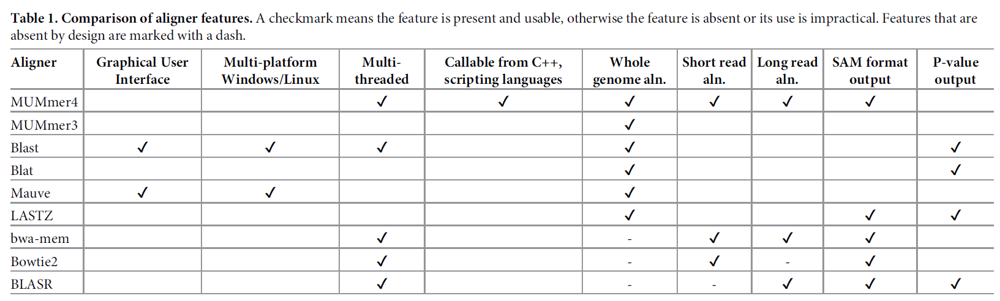 Table 1. Comparison of aligner features. A checkmark means the feature is present and usable, otherwise the feature is absent or its use is impractical. Features that are
absent by design are marked with a dash.
Aligner Graphical User Interface Multi-platform Windows/Linux Multi-threaded Callable from C++, scripting languages Whole genome aln. Short read aln. Long read aln. SAM format output P-value output
MUMmer4 ✓ ✓ ✓ ✓ ✓ ✓
MUMmer3 ✓
Blast ✓ ✓ ✓ ✓ ✓
Blat ✓ ✓
Mauve ✓ ✓ ✓
LASTZ ✓ ✓ ✓
bwa-mem ✓ - ✓ ✓ ✓
Bowtie2 ✓ - ✓ - ✓
BLASR ✓ - - ✓ ✓ ✓